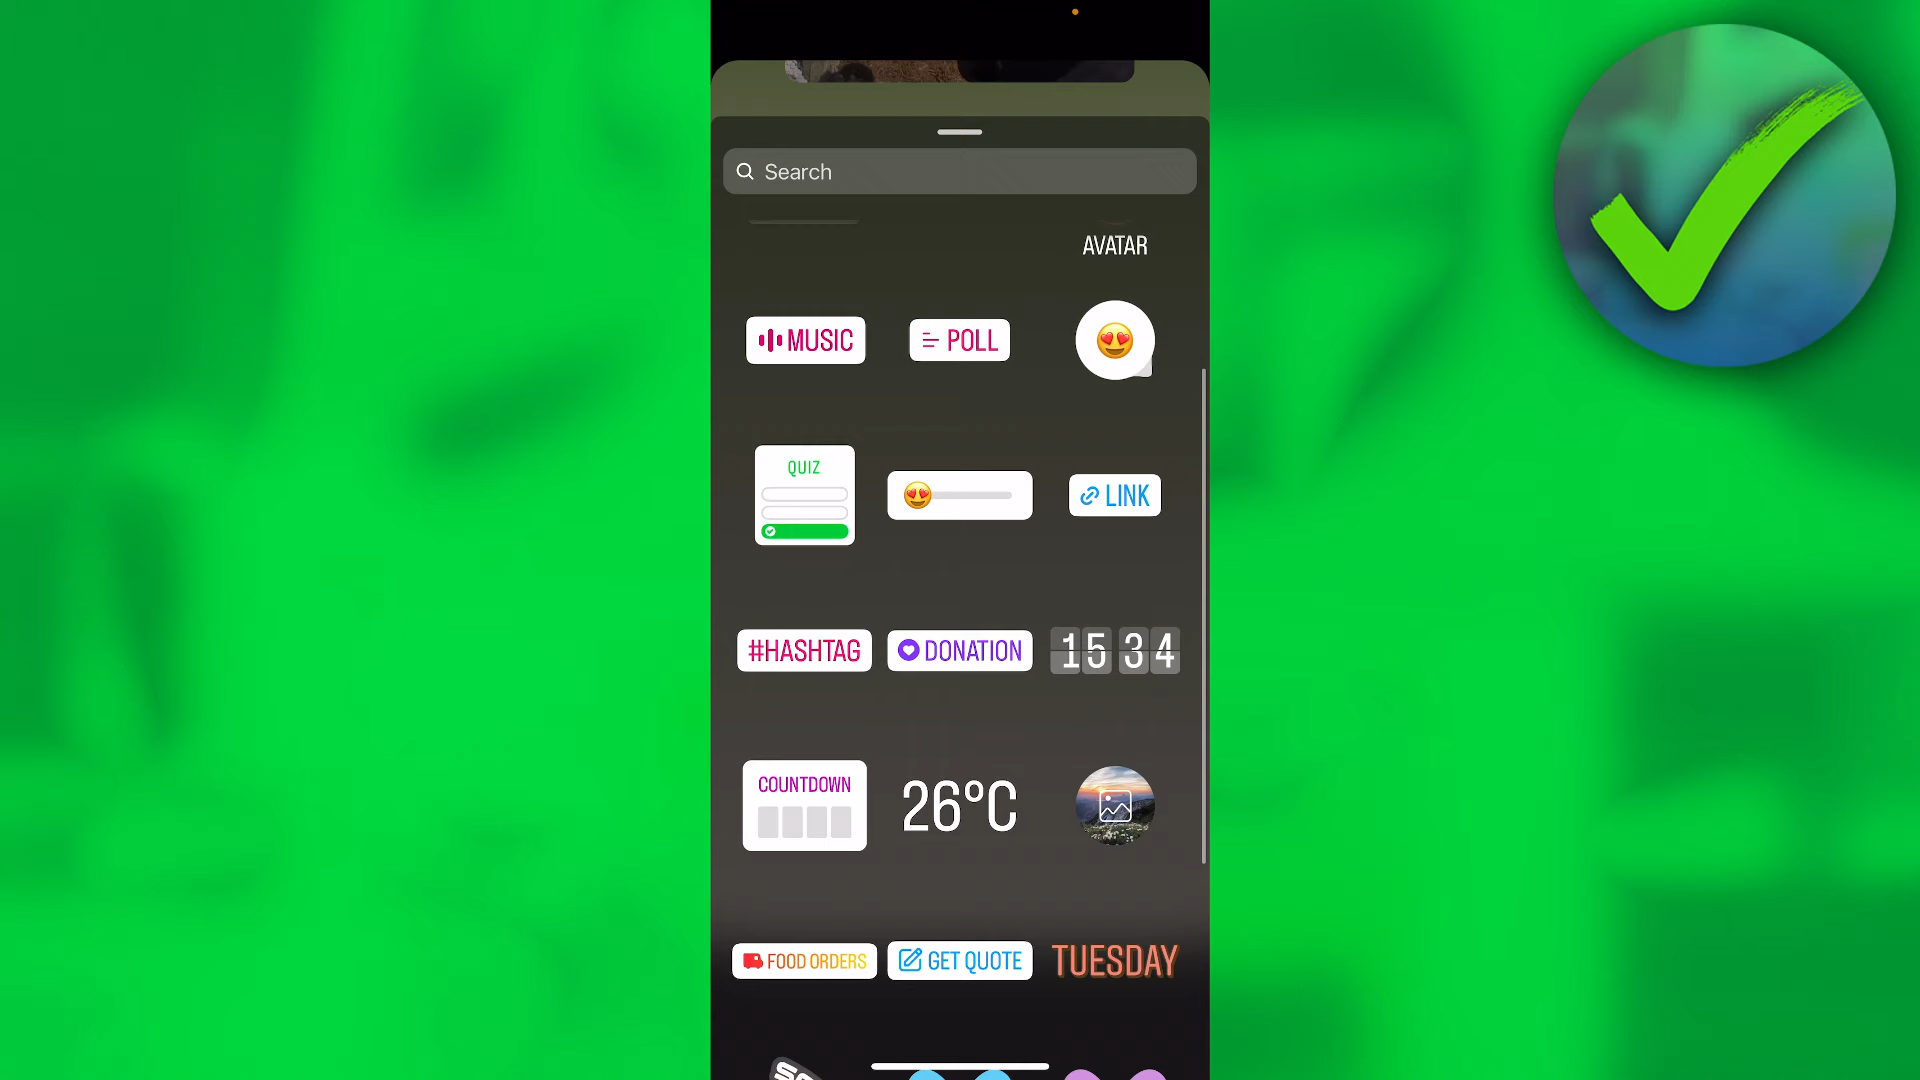 Search
AVATAR
MUSIC
POLL
QUIZ
LINK
#HASHTAG
DONATION
15 34
COUNTDOWN
26°C
FOOD ORDERS
GET QUOTE
TUESDAY